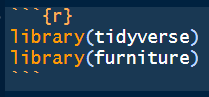 ```{r}
library(tidyverse)
library(furniture)
```